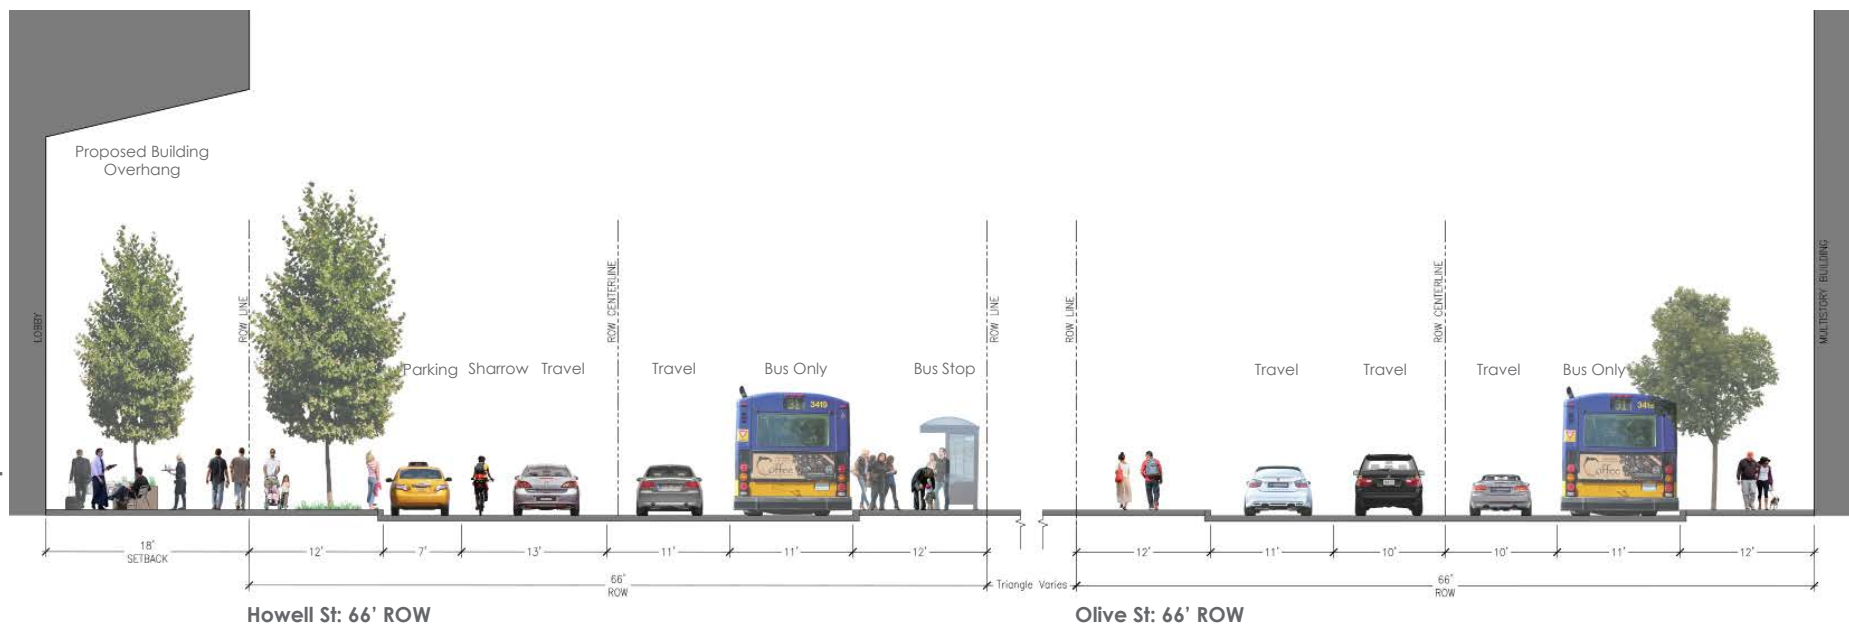 Proposed Building
Overhang
LOBBY
ROW LINE
ROW CENTERLINE
ROW LINE
ROW LINE
ROW CENTERLINE
MULTISTORY BUILDING
Parking Sharrow Travel Travel Bus Only Bus Stop Travel Travel Travel Bus Only
3419
Coffee
Coffee
18'
SETBACK
12' 7' 13' 11' 11' 12' 12' 11' 10' 10' 11' 12'
66'
ROW
Triangle Varies
66'
ROW
Howell St: 66' ROW
Olive St: 66' ROW